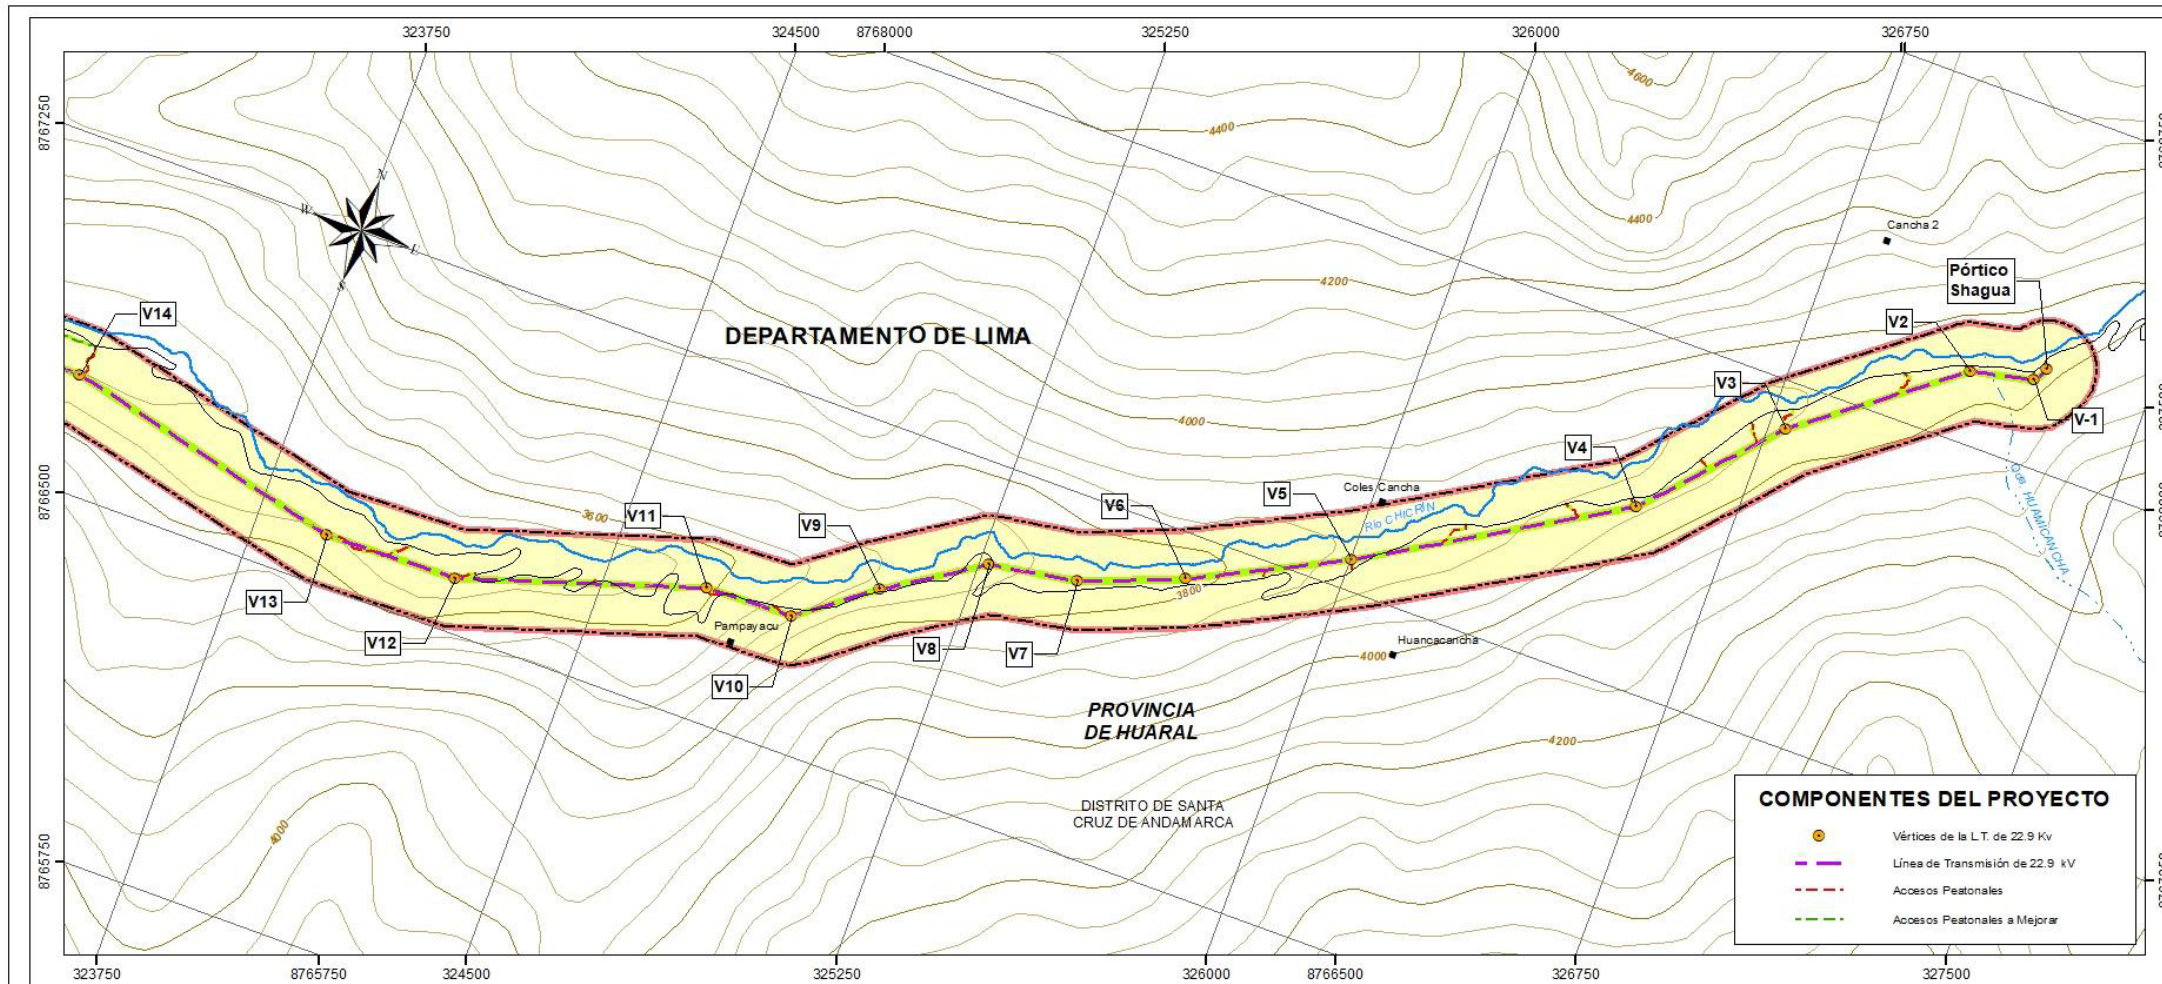 323750
324500
8768000
325250
326000
326750
8767250
8766500
8765750
4600
4400
4400
Cancha 2
N
W
E
S
4200
Pórtico
Shagua
V14
V2
DEPARTAMENTO DE LIMA
V3
4000
V-1
V4
V5
Coles Cancha
V6
Río CHICRÍN
3600
V11
V9
Qda. HUAMICANCHA
3800
V13
Pampayacu
V12
V8
V7
Huancacancha
4000
V10
PROVINCIA
DE HUARAL
4200
DISTRITO DE SANTA
CRUZ DE ANDAMARCA
4000
COMPONENTES DEL PROYECTO
Vértices de la L.T. de 22.9 Kv
Línea de Transmisión de 22.9 kV
Accesos Peatonales
Accesos Peatonales a Mejorar
323750
8765750
324500
325250
326000
8766500
326750
327500